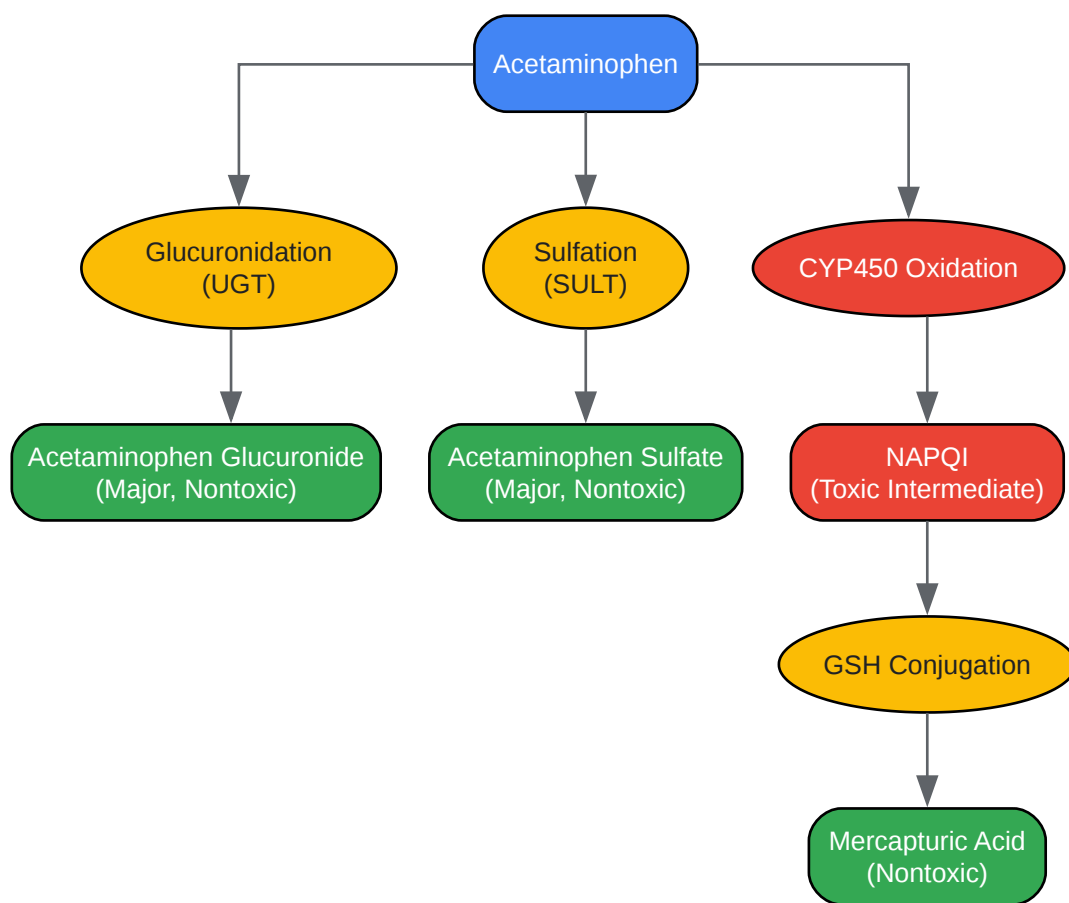 Acetaminophen
Glucuronidation
(UGT)
Sulfation
(SULT)
CYP450 Oxidation
Acetaminophen Glucuronide
(Major, Nontoxic)
Acetaminophen Sulfate
(Major, Nontoxic)
NAPQI
(Toxic Intermediate)
GSH Conjugation
Mercapturic Acid
(Nontoxic)